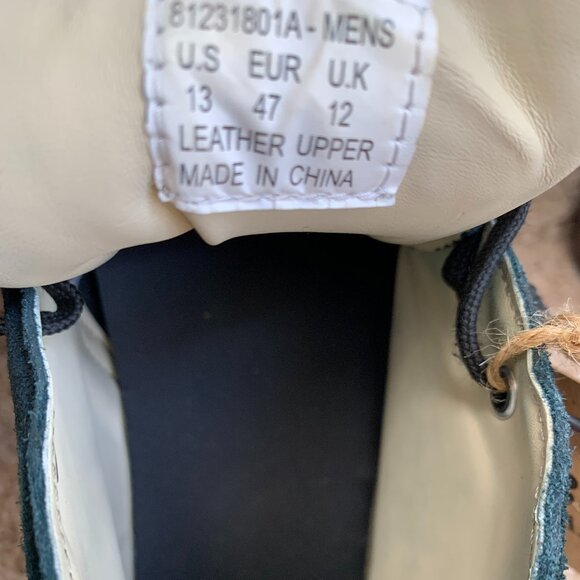 81231801A - MENS
U.S EUR U.K
13 47 12
LEATHER UPPER
MADE IN CHINA